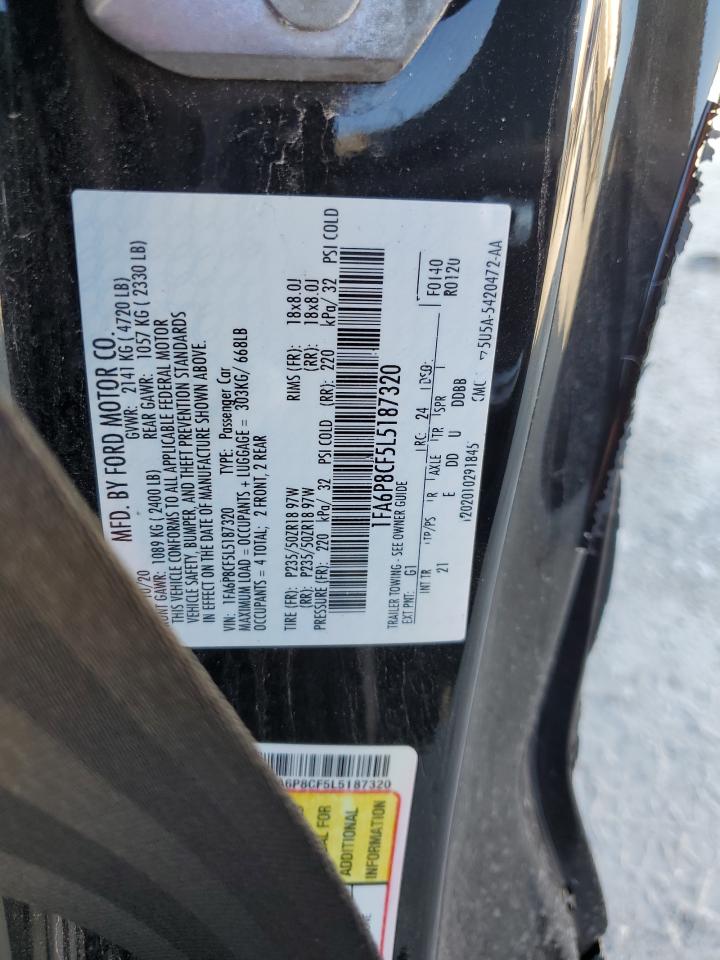 MFD. BY FORD MOTOR CO.
10/20 GVWR: 2141 KG ( 4720 LB)
FRONT GAWR: 1089 KG (2400 LB) REAR GAWR: 1057 KG ( 2330 LB)
THIS VEHICLE CONFORMS TO ALL APPLICABLE FEDERAL MOTOR
VEHICLE SAFETY, BUMPER, AND THEFT PREVENTION STANDARDS
IN EFFECT ON THE DATE OF MANUFACTURE SHOWN ABOVE.
VIN: 1FA6P8CF5L5187320 TYPE: Passenger Car
MAXIMUM LOAD = OCCUPANTS + LUGGAGE = 303KG/ 668LB
OCCUPANTS = 4 TOTAL; 2 FRONT, 2 REAR
TIRE (FR): P235/50ZR18 97W RIMS (FR): 18x8.0J
(RR): P235/50ZR18 97W (RR): 18x8.0J
PRESSURE (FR): 220 kPa/ 32 PSI COLD (RR): 220 kPa/ 32 PSI COLD
1FA6P8CF5L5187320
TRAILER TOWING - SEE OWNER GUIDE
EXT PNT: G1 RC: 24 DSO: F0140
R012U
INT TR TP/PS R AXLE TR SPR
21 E DD U DDBB
202010291845 5U5A-5420472-AA
A6P8CF5L5187320
FOR
ADDITIONAL
INFORMATION